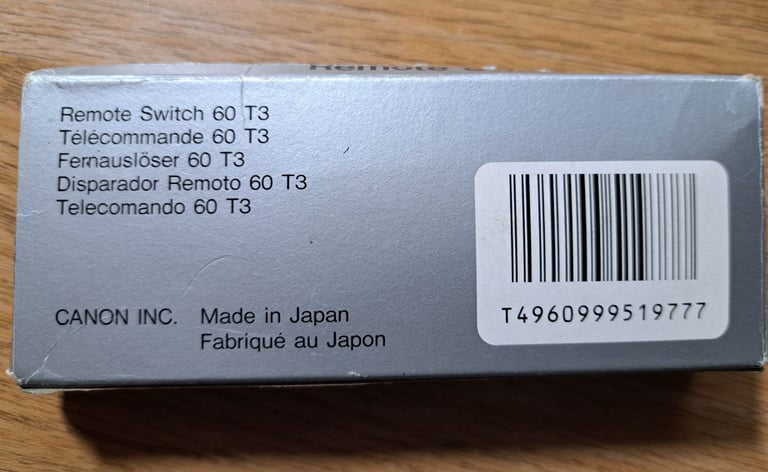 Remote
Remote Switch 60 T3
Télécommande 60 T3
Fernauslöser 60 T3
Disparador Remoto 60 T3
Telecomando 60 T3
CANON INC. Made in Japan
Fabriqué au Japon
T4960999519777